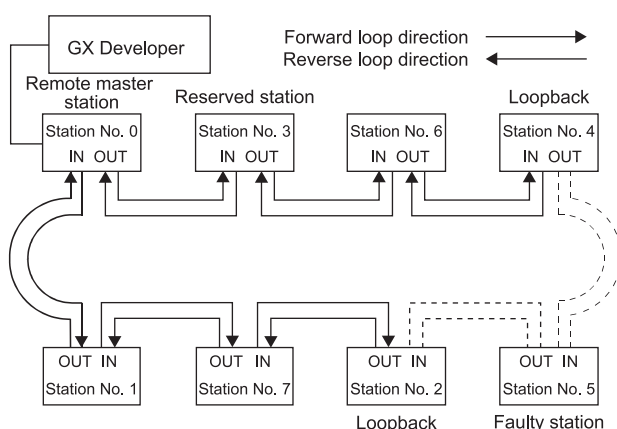 GX Developer
Forward loop direction
Reverse loop direction
Remote master
station
Reserved station
Loopback
Station No. 0
Station No. 3
Station No. 6
Station No. 4
IN OUT
IN OUT
IN OUT
IN OUT
OUT IN
OUT IN
OUT IN
OUT IN
Station No. 1
Station No. 7
Station No. 2
Station No. 5
Loopback
Faulty station